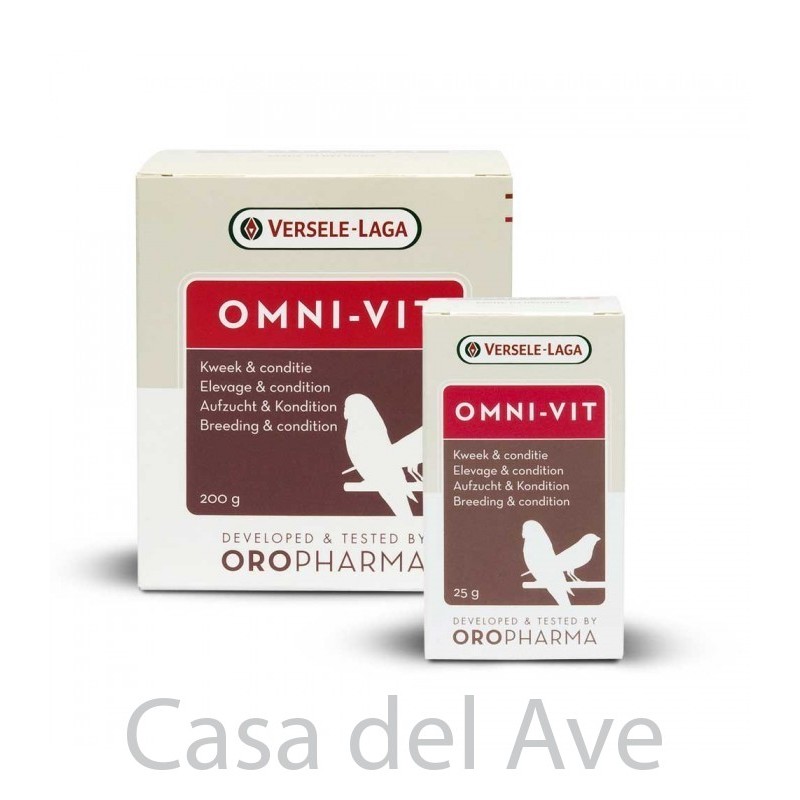 VERSELE-LAGA
OMNI-VIT
Kweek & conditie
Elevage & condition
Aufzucht & Kondition
Breeding & condition
200 g
DEVELOPED & TESTED BY
OROPHARMA
VERSELE-LAGA
OMNI-VIT
Kweek & conditie
Elevage & condition
Aufzucht & Kondition
Breeding & condition
25 g
DEVELOPED & TESTED BY
OROPHARMA
Casa del Ave